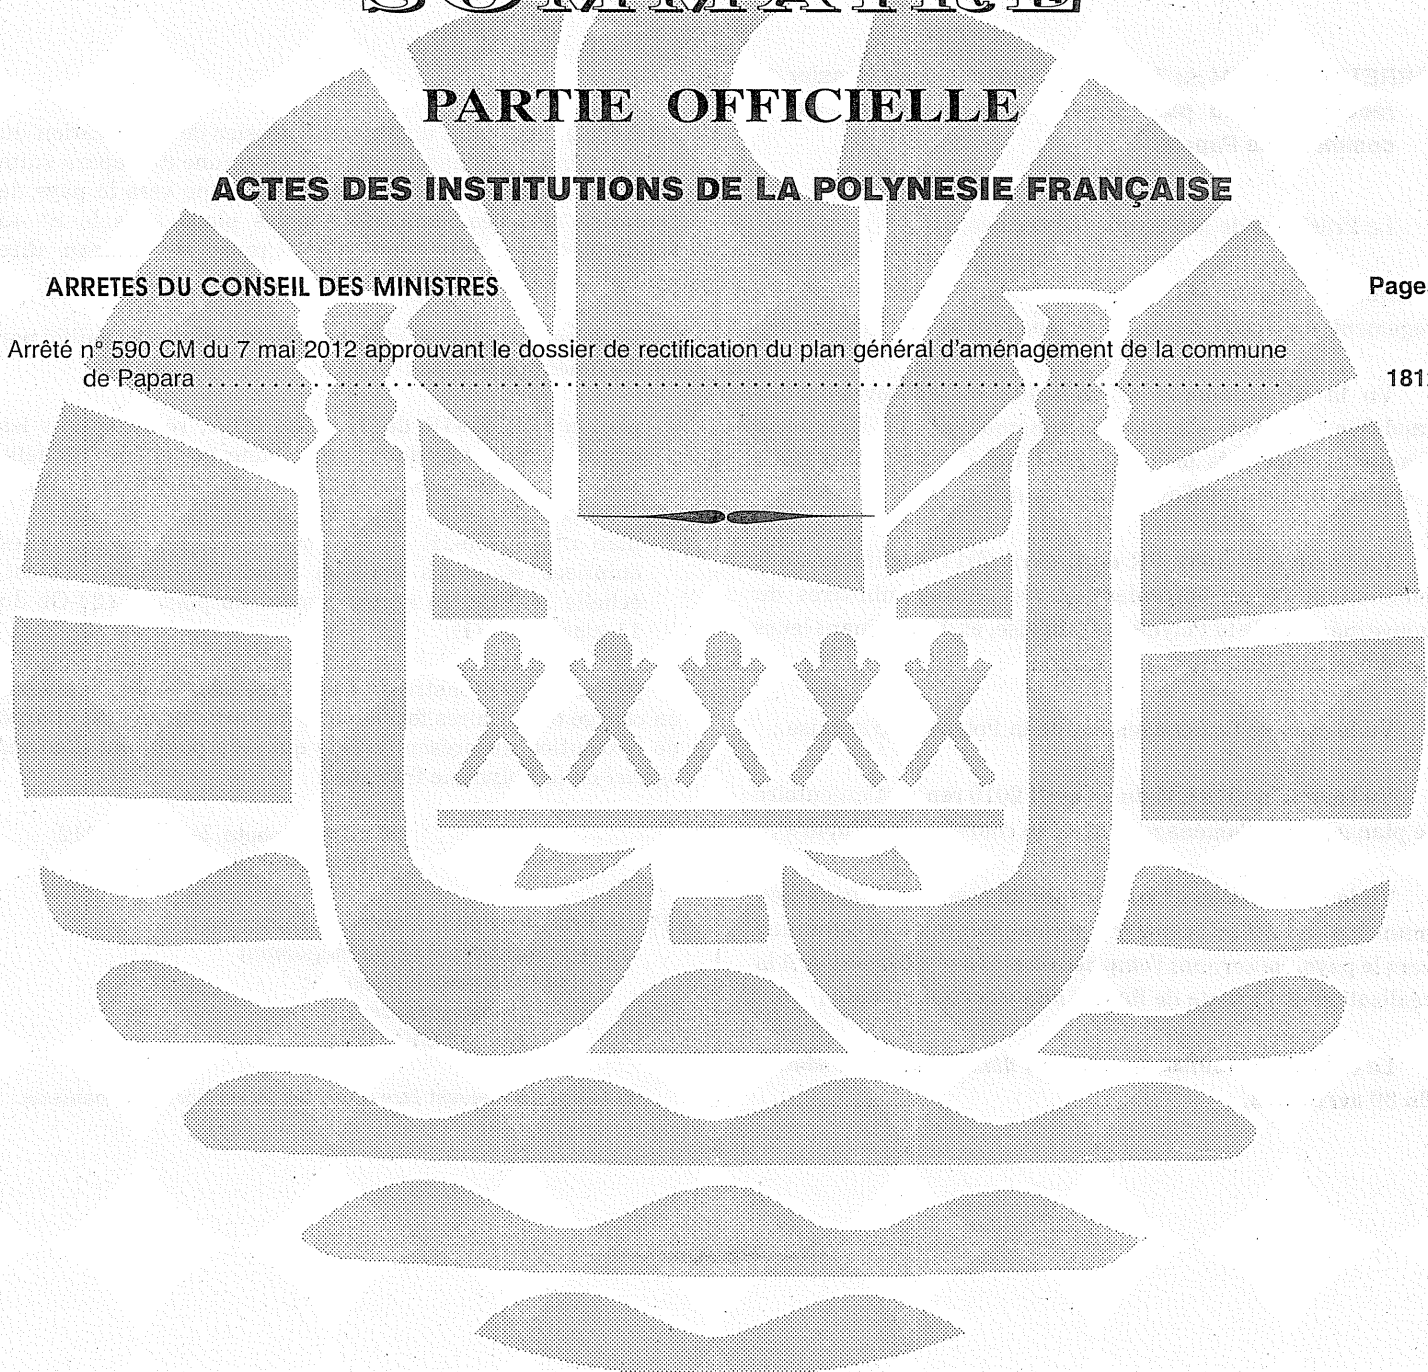 SOMMAIRE
PARTIE OFFICIELLE
ACTES DES INSTITUTIONS DE LA POLYNESIE FRANÇAISE
ARRETES DU CONSEIL DES MINISTRES Page
Arrêté n° 590 CM du 7 mai 2012 approuvant le dossier de rectification du plan général d'aménagement de la commune
de Papara ........................................................................